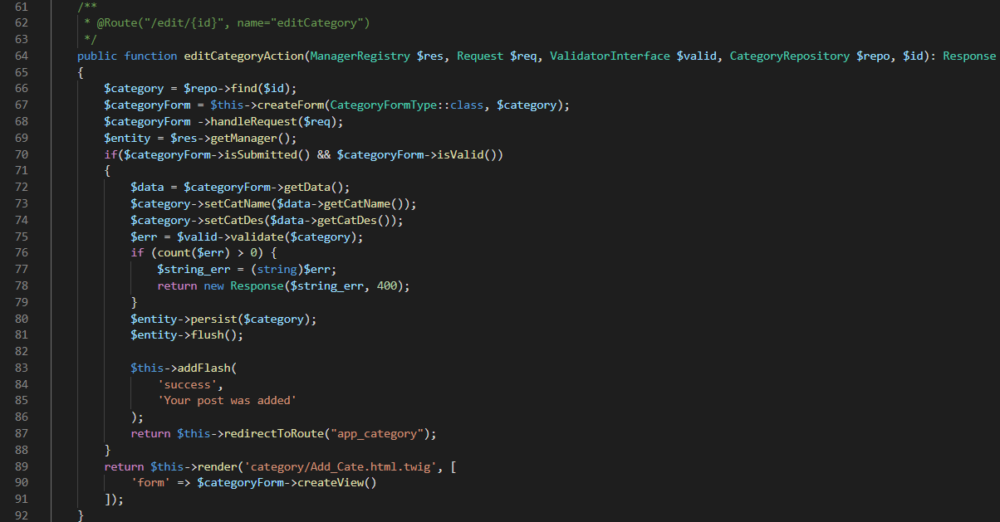 61 /**
62 * @Route("/edit/{id}", name="editCategory")
63 */
64 public function editCategoryAction(ManagerRegistry $res, Request $req, ValidatorInterface $valid, CategoryRepository $repo, $id): Response
65 {
66 $category = $repo->find($id);
67 $categoryForm = $this->createForm(CategoryFormType::class, $category);
68 $categoryForm ->handleRequest($req);
69 $entity = $res->getManager();
70 if($categoryForm->isSubmitted() && $categoryForm->isValid())
71 {
72 $data = $categoryForm->getData();
73 $category->setCatName($data->getCatName());
74 $category->setCatDes($data->getCatDes());
75 $err = $valid->validate($category);
76 if (count($err) > 0) {
77 $string_err = (string)$err;
78 return new Response($string_err, 400);
79 }
80 $entity->persist($category);
81 $entity->flush();
82
83 $this->addFlash(
84 'success',
85 'Your post was added'
86 );
87 return $this->redirectToRoute("app_category");
88 }
89 return $this->render('category/Add_Cate.html.twig', [
90 'form' => $categoryForm->createView()
91 ]);
92 }